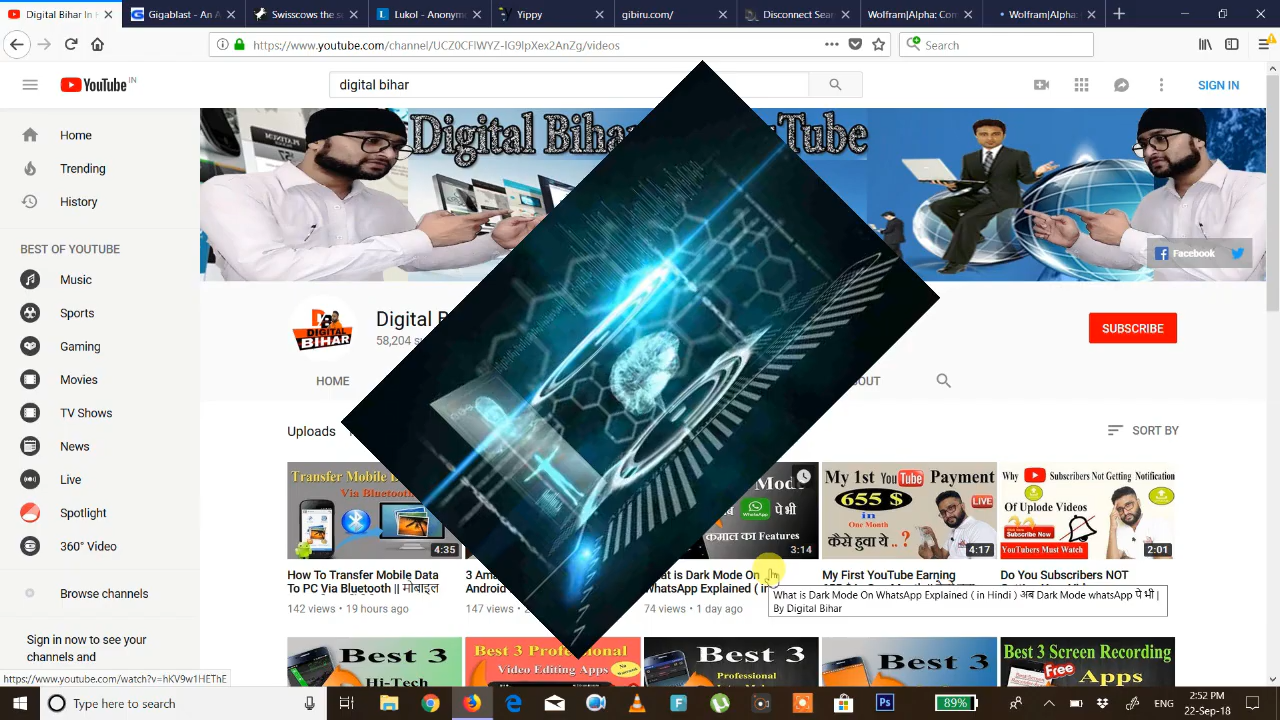 Digital Bihar In H
Gigablast - An A
Swisscows the s
Lukol - Anonym
Yippy
gibiru.com/
Disconnect Sear
Wolfram|Alpha: Con
Wolfram|Alpha:
https://www.youtube.com/channel/UCZ0CFlWYZ-IG9lpXex2AqZg/videos
Search
YouTube IN
digital bihar
SIGN IN
Home
Trending
History
BEST OF YOUTUBE
Music
Sports
Gaming
Movies
TV Shows
News
Live
Spotlight
360° Video
Browse channels
Sign in now to see your
channels and
Digital Biha
Tube
Facebook
DIGITAL
BIHAR
Digital B
58,204 su
SUBSCRIBE
HOME
OUT
Uploads
SORT BY
Transfer Mobile D
Via Bluetooth
4:35
Mod
WhatsApp
अब
पे भी
कमाल का Features
3:14
My 1st YouTube Payment
655 $
in
One Month
LIVE
कैसे हुवा ये .. ?
4:17
Why Subscribers Not Getting Notification
Of Uplode Videos
Subscribe Now
YouTubers Must Watch
2:01
How To Transfer Mobile Data
To PC Via Bluetooth || मोबाईल
142 views • 19 hours ago
3 Ama
Android
147 views
hat is Dark Mode On
WhatsApp Explained ( in
74 views • 1 day ago
My First YouTube Earning
Do You Subscribers NOT
What is Dark Mode On WhatsApp Explained ( in Hindi ) अब Dark Mode whatsApp पे भी |
By Digital Bihar
Best 3
Hi-Tech
Best 3 Professional
Video Editing Apps
Best 3
Professional
Best 3
Best 3 Screen Recording
Free Apps
https://www.youtube.com/watch?v=hKV9w1HEThE
Type here to search
89%
ENG
2:52 PM
22-Sep-18